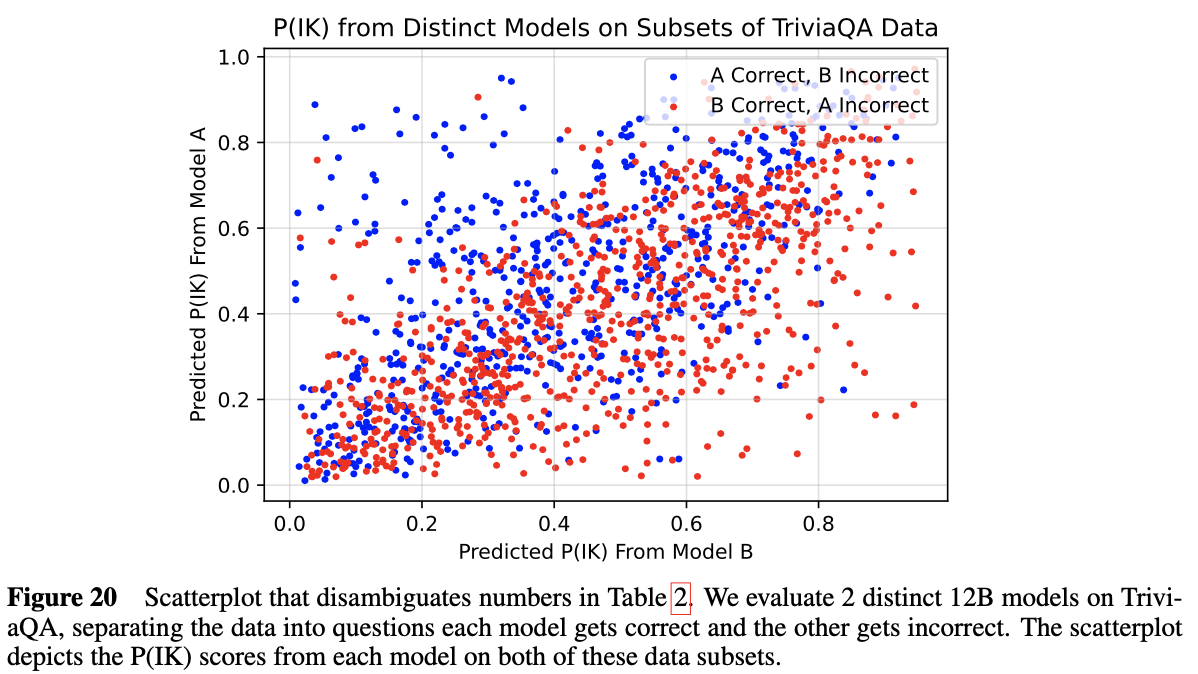 P(IK) from Distinct Models on Subsets of TriviaQA Data
1.0
0.8
0.6
0.4
0.2
0.0
Predicted P(IK) From Model A
A Correct, B Incorrect
B Correct, A Incorrect
0.0 0.2 0.4 0.6 0.8
Predicted P(IK) From Model B
Figure 20 Scatterplot that disambiguates numbers in Table 2. We evaluate 2 distinct 12B models on Trivi-
aQA, separating the data into questions each model gets correct and the other gets incorrect. The scatterplot
depicts the P(IK) scores from each model on both of these data subsets.